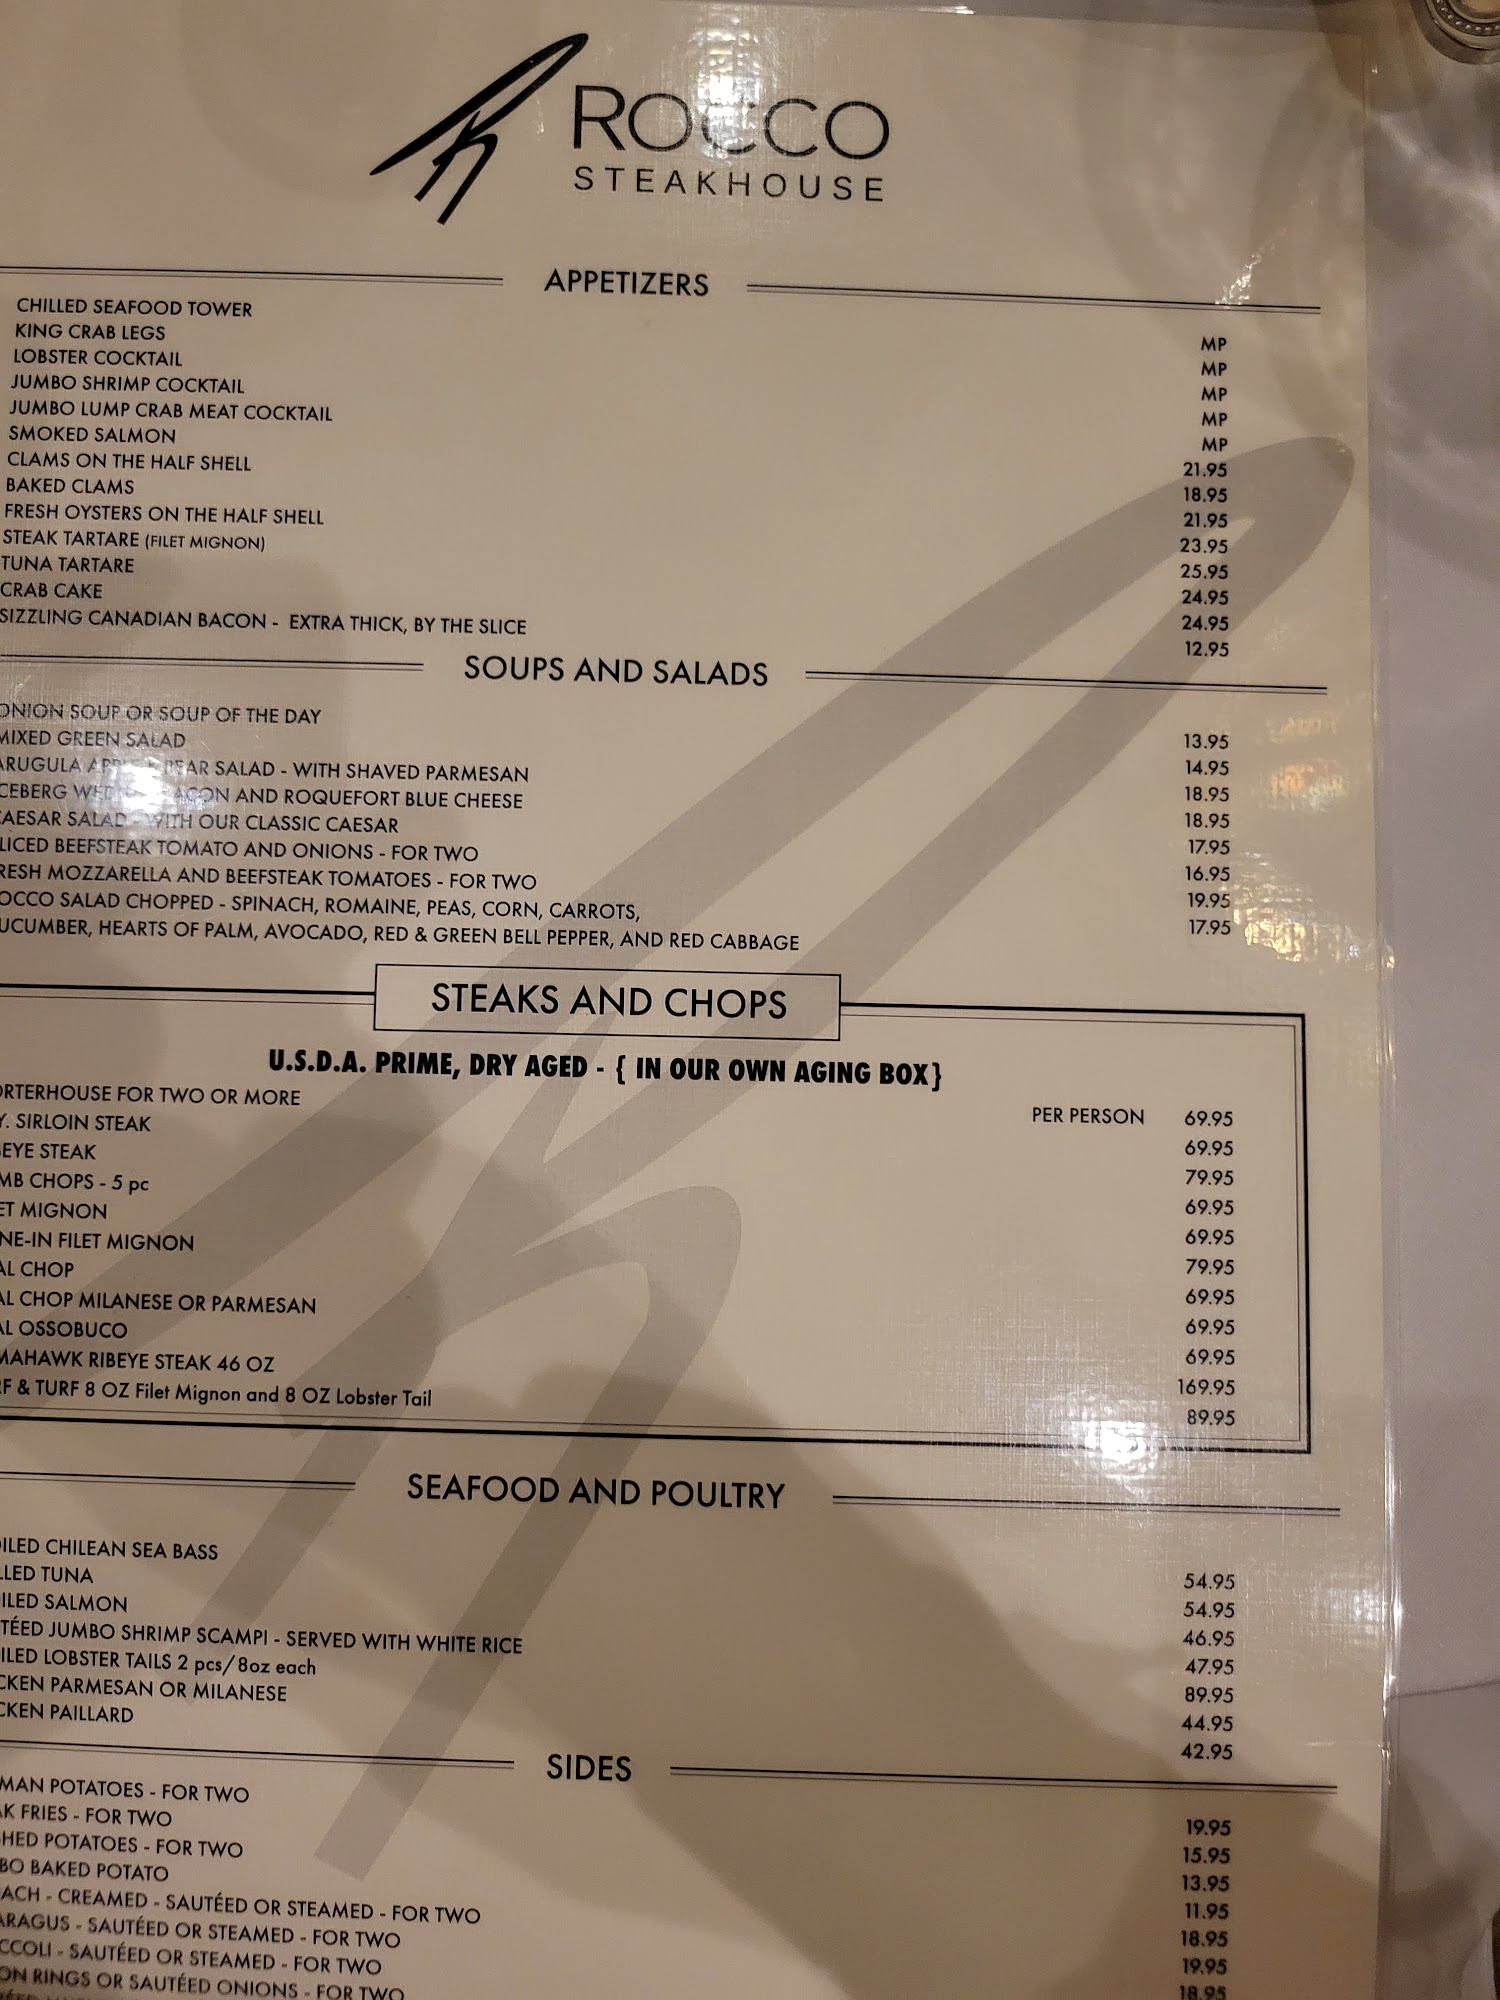 ROCCO
STEAKHOUSE
APPETIZERS
CHILLED SEAFOOD TOWER MP
KING CRAB LEGS MP
LOBSTER COCKTAIL MP
JUMBO SHRIMP COCKTAIL MP
JUMBO LUMP CRAB MEAT COCKTAIL MP
SMOKED SALMON 21.95
CLAMS ON THE HALF SHELL 18.95
BAKED CLAMS 21.95
FRESH OYSTERS ON THE HALF SHELL 23.95
STEAK TARTARE (FILET MIGNON) 25.95
TUNA TARTARE 24.95
CRAB CAKE 24.95
SIZZLING CANADIAN BACON - EXTRA THICK, BY THE SLICE 12.95
SOUPS AND SALADS
ONION SOUP OR SOUP OF THE DAY 13.95
MIXED GREEN SALAD 14.95
ARUGULA PEAR SALAD - WITH SHAVED PARMESAN 18.95
CEBERG BACON AND ROQUEFORT BLUE CHEESE 18.95
CAESAR SALAD - WITH OUR CLASSIC CAESAR 17.95
LICED BEEFSTEAK TOMATO AND ONIONS - FOR TWO 16.95
RESH MOZZARELLA AND BEEFSTEAK TOMATOES - FOR TWO 19.95
OCCO SALAD CHOPPED - SPINACH, ROMAINE, PEAS, CORN, CARROTS, 17.95
UCUMBER, HEARTS OF PALM, AVOCADO, RED & GREEN BELL PEPPER, AND RED CABBAGE
STEAKS AND CHOPS
U.S.D.A. PRIME, DRY AGED - { IN OUR OWN AGING BOX}
ORTERHOUSE FOR TWO OR MORE PER PERSON 69.95
Y. SIRLOIN STEAK 69.95
BEYE STEAK 79.95
MB CHOPS - 5 pc 69.95
ET MIGNON 69.95
NE-IN FILET MIGNON 79.95
AL CHOP 69.95
AL CHOP MILANESE OR PARMESAN 69.95
AL OSSOBUCO 69.95
MAHAWK RIBEYE STEAK 46 OZ 169.95
F & TURF 8 OZ Filet Mignon and 8 OZ Lobster Tail 89.95
SEAFOOD AND POULTRY
OILED CHILEAN SEA BASS 54.95
LLED TUNA 54.95
OILED SALMON 46.95
TÉED JUMBO SHRIMP SCAMPI - SERVED WITH WHITE RICE 47.95
ILED LOBSTER TAILS 2 pcs/8oz each 89.95
CKEN PARMESAN OR MILANESE 44.95
CKEN PAILLARD 42.95
SIDES
MAN POTATOES - FOR TWO 19.95
AK FRIES - FOR TWO 15.95
HED POTATOES - FOR TWO 13.95
BO BAKED POTATO 11.95
ACH - CREAMED - SAUTÉED OR STEAMED - FOR TWO 18.95
ARAGUS - SAUTÉED OR STEAMED - FOR TWO 19.95
CCOLI - SAUTÉED OR STEAMED - FOR TWO 18.95
ON RINGS OR SAUTÉED ONIONS - FOR TWO